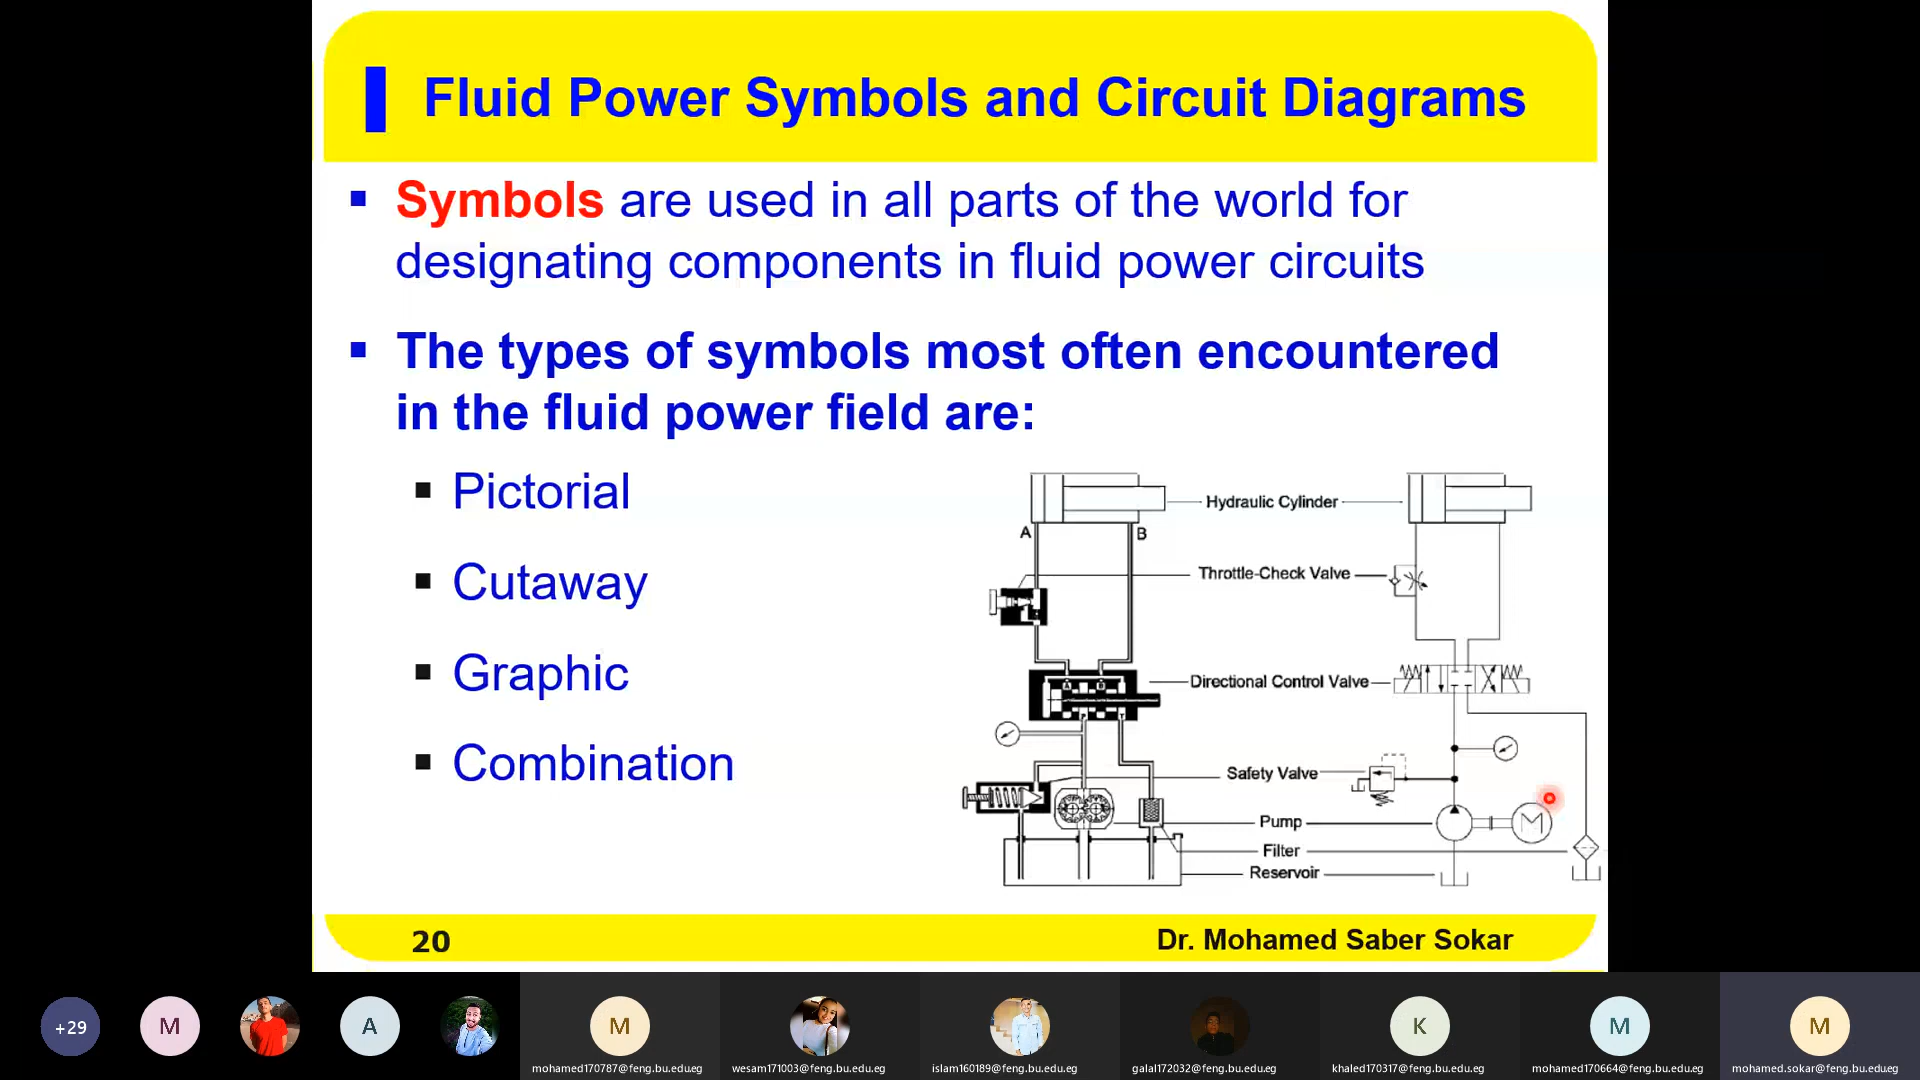 Fluid Power Symbols and Circuit Diagrams
Symbols are used in all parts of the world for
designating components in fluid power circuits
The types of symbols most often encountered
in the fluid power field are:
Pictorial
Cutaway
Graphic
Combination
Hydraulic Cylinder
A
B
Throttle-Check Valve
Directional Control Valve
A
B
P
T
Safety Valve
Pump
M
Filter
Reservoir
20
Dr. Mohamed Saber Sokar
+29
M
A
M
K
M
M
mohamed170787@feng.bu.edu.eg
wesam171003@feng.bu.edu.eg
islam160189@feng.bu.edu.eg
galal172032@feng.bu.edu.eg
khaled170317@feng.bu.edu.eg
mohamed170664@feng.bu.edu.eg
mohamed.sokar@feng.bu.edu.eg